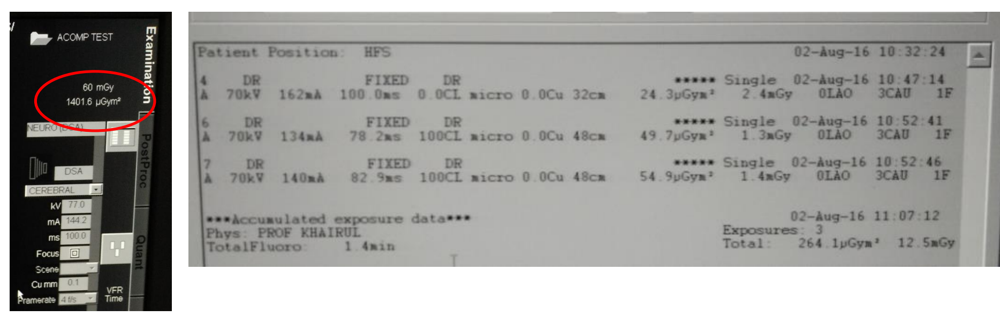 s/
ACOMP TEST
Examination
60 mGy
1401.6 µGym²
NEURO (DSA)
PostProc
DSA
CEREBRAL
kV 77.0
mA 144.2
ms 100.0
Focus
Quant
Scene
Cu mm 0.1
VFR
Framerate 4 f/s Time
Patient Position: HFS 02-Aug-16 10:32:24
4 DR FIXED DR ***** Single 02-Aug-16 10:47:14
A 70kV 162mA 100.0ms 0.0CL micro 0.0Cu 32cm 24.3µGym² 2.4mGy 0LAO 3CAU 1F
6 DR FIXED DR ***** Single 02-Aug-16 10:52:41
A 70kV 134mA 78.2ms 100CL micro 0.0Cu 48cm 49.7µGym² 1.3mGy 0LAO 3CAU 1F
7 DR FIXED DR ***** Single 02-Aug-16 10:52:46
A 70kV 140mA 82.9ms 100CL micro 0.0Cu 48cm 54.9µGym² 1.4mGy 0LAO 3CAU 1F
***Accumulated exposure data*** 02-Aug-16 11:07:12
Phys: PROF KHAIRUL Exposures: 3
TotalFluoro: 1.4min Total: 264.1µGym² 12.5mGy